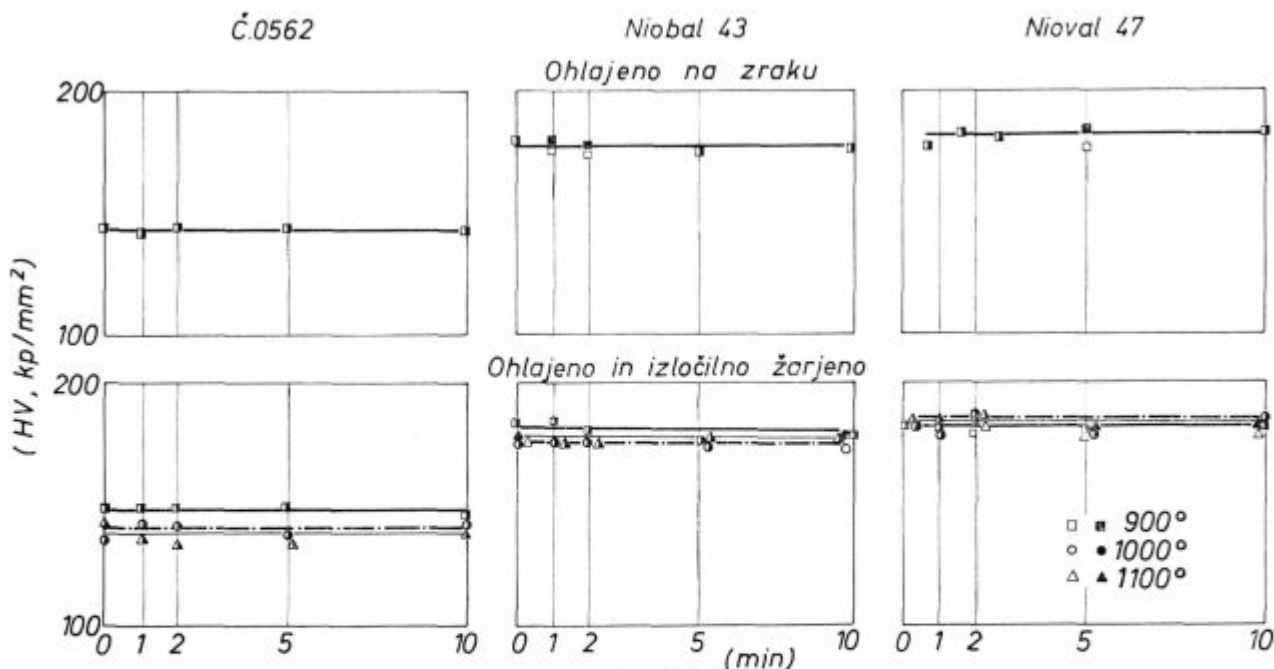 Č.0562 Niobal 43 Nioval 47
Ohlajeno na zraku
200
100
(HV, kp/mm²)
Ohlajeno in izločilno žarjeno
200
100
900°
1000°
1100°
0 1 2 5 10 0 1 2 5 10 0 1 2 5 10
(min)